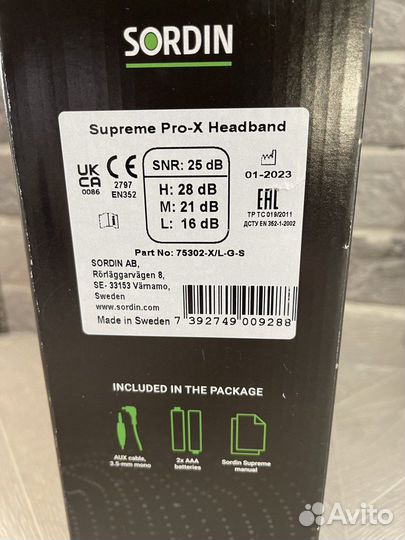 SORDIN
Supreme Pro-X Headband
UK
CA
0086
CE
2797
EN352
SNR: 25 dB
H: 28 dB
M: 21 dB
L: 16 dB
01-2023
EAC
ТР ТС 019/2011
ДСТУ EN 352-1-2002
Part No: 75302-X/L-G-S
SORDIN AB,
Rörläggarvägen 8,
SE- 33153 Värnamo,
Sweden
www.sordin.com
Made in Sweden
7 392749 009288
INCLUDED IN THE PACKAGE
AUX cable,
3.5-mm mono
2x AAA
batteries
Sordin Supreme
manual
Avito